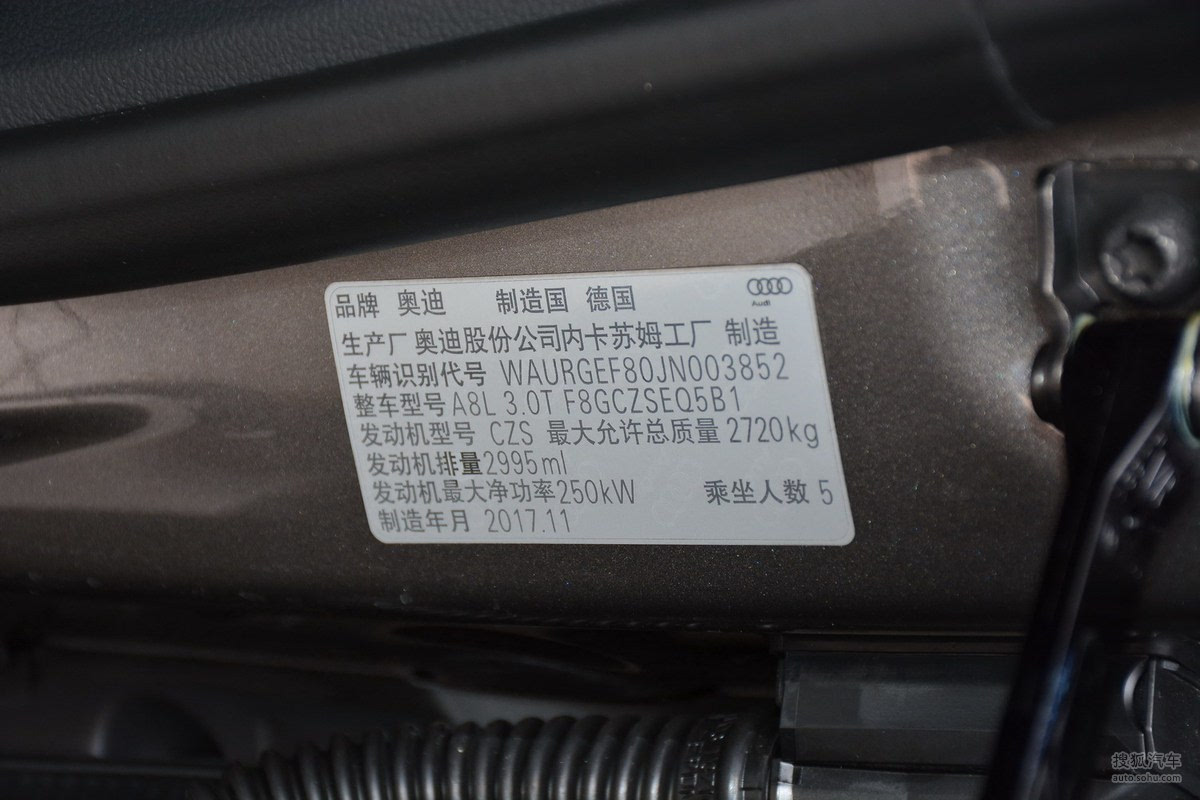 品牌 奥迪 制造国 德国
Audi
生产厂 奥迪股份公司内卡苏姆工厂 制造
车辆识别代号 WAURGEF80JN003852
整车型号 A8L 3.0T F8GCZSEQ5B1
发动机型号 CZS 最大允许总质量 2720kg
发动机排量 2995ml
发动机最大净功率 250kW 乘坐人数 5
制造年月 2017.11
搜狐汽车
auto.sohu.com